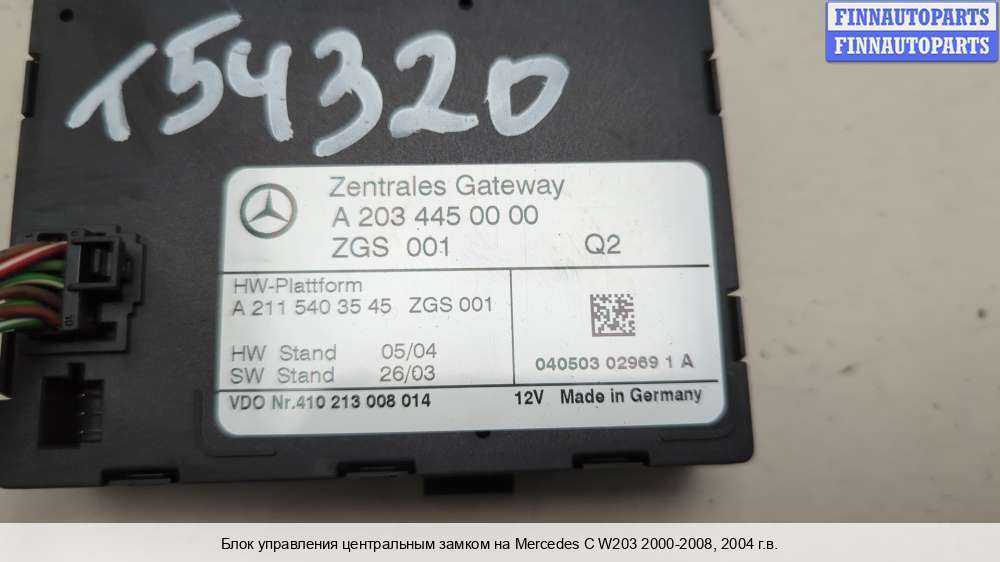 FINNAUTOPARTS
FINNAUTOPARTS
T54320
Zentrales Gateway
A 203 445 00 00
ZGS 001 Q2
HW-Plattform
A 211 540 35 45 ZGS 001
HW Stand 05/04
SW Stand 26/03
040503 02969 1 A
VDO Nr.410 213 008 014
12V Made in Germany
Блок управления центральным замком на Mercedes C W203 2000-2008, 2004 г.в.